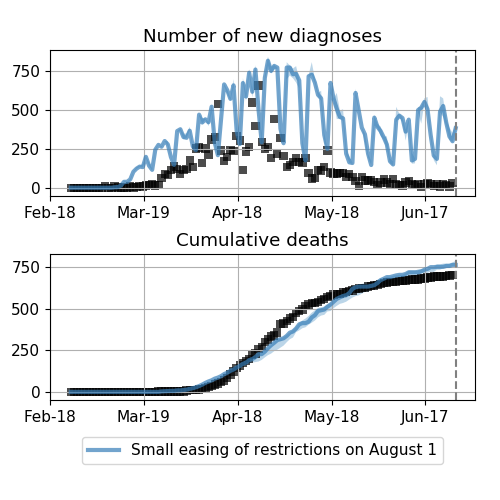 Number of new diagnoses
750
500
250
0
Feb-18 Mar-19 Apr-18 May-18 Jun-17
Cumulative deaths
750
500
250
0
Feb-18 Mar-19 Apr-18 May-18 Jun-17
Small easing of restrictions on August 1